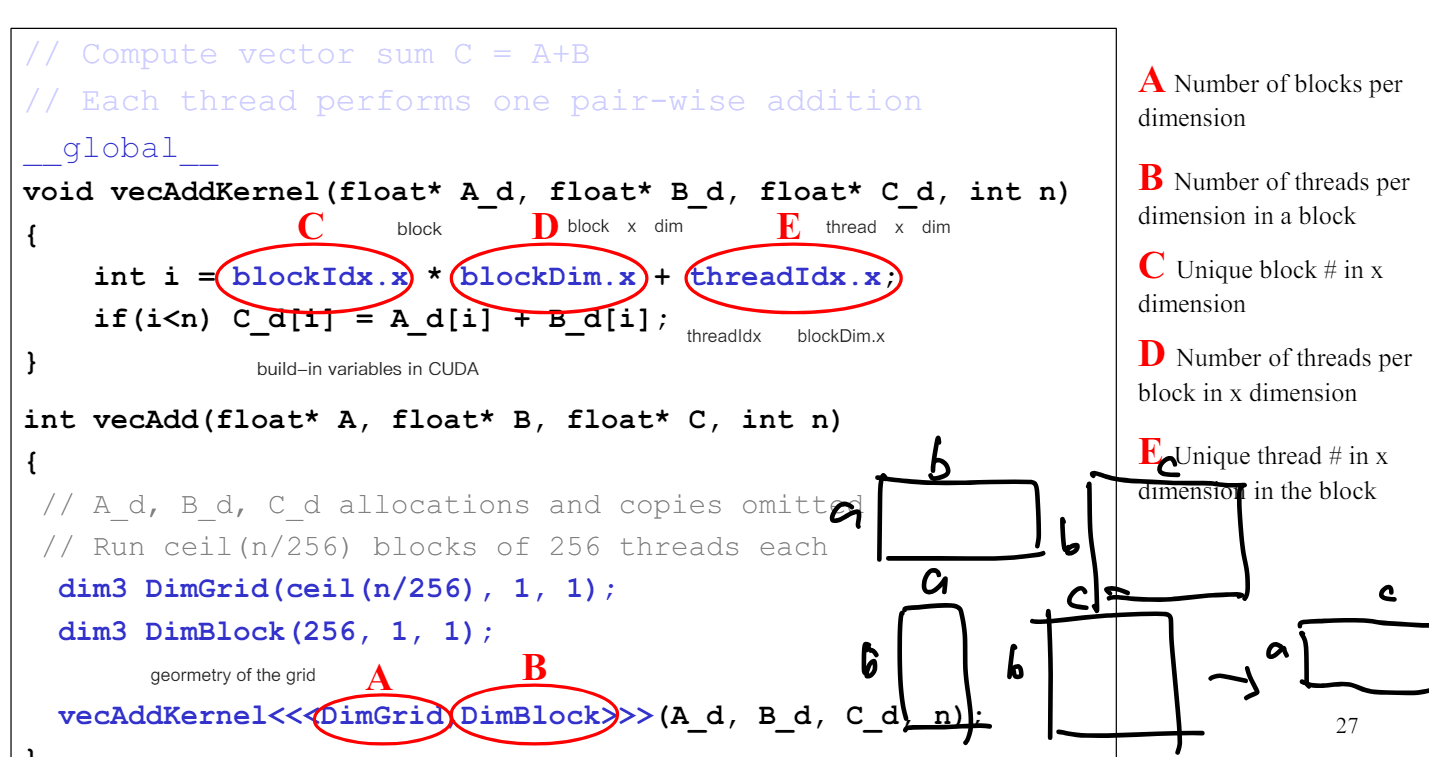 // Compute vector sum C = A+B
// Each thread performs one pair-wise addition
__global__
void vecAddKernel(float* A_d, float* B_d, float* C_d, int n)
{
C block D block x dim E thread x dim
int i = blockIdx.x * blockDim.x + threadIdx.x;
if(i<n) C_d[i] = A_d[i] + B_d[i];
threadIdx blockDim.x
}
build-in variables in CUDA
int vecAdd(float* A, float* B, float* C, int n)
{
// A_d, B_d, C_d allocations and copies omitted
// Run ceil(n/256) blocks of 256 threads each
dim3 DimGrid(ceil(n/256), 1, 1);
dim3 DimBlock(256, 1, 1);
geormetry of the grid
A B
vecAddKernel<<<DimGrid DimBlock>>>(A_d, B_d, C_d, n);
}
A Number of blocks per
dimension
B Number of threads per
dimension in a block
C Unique block # in x
dimension
D Number of threads per
block in x dimension
E Unique thread # in x
dimension in the block
b c
a b
a c
b b → a c
27